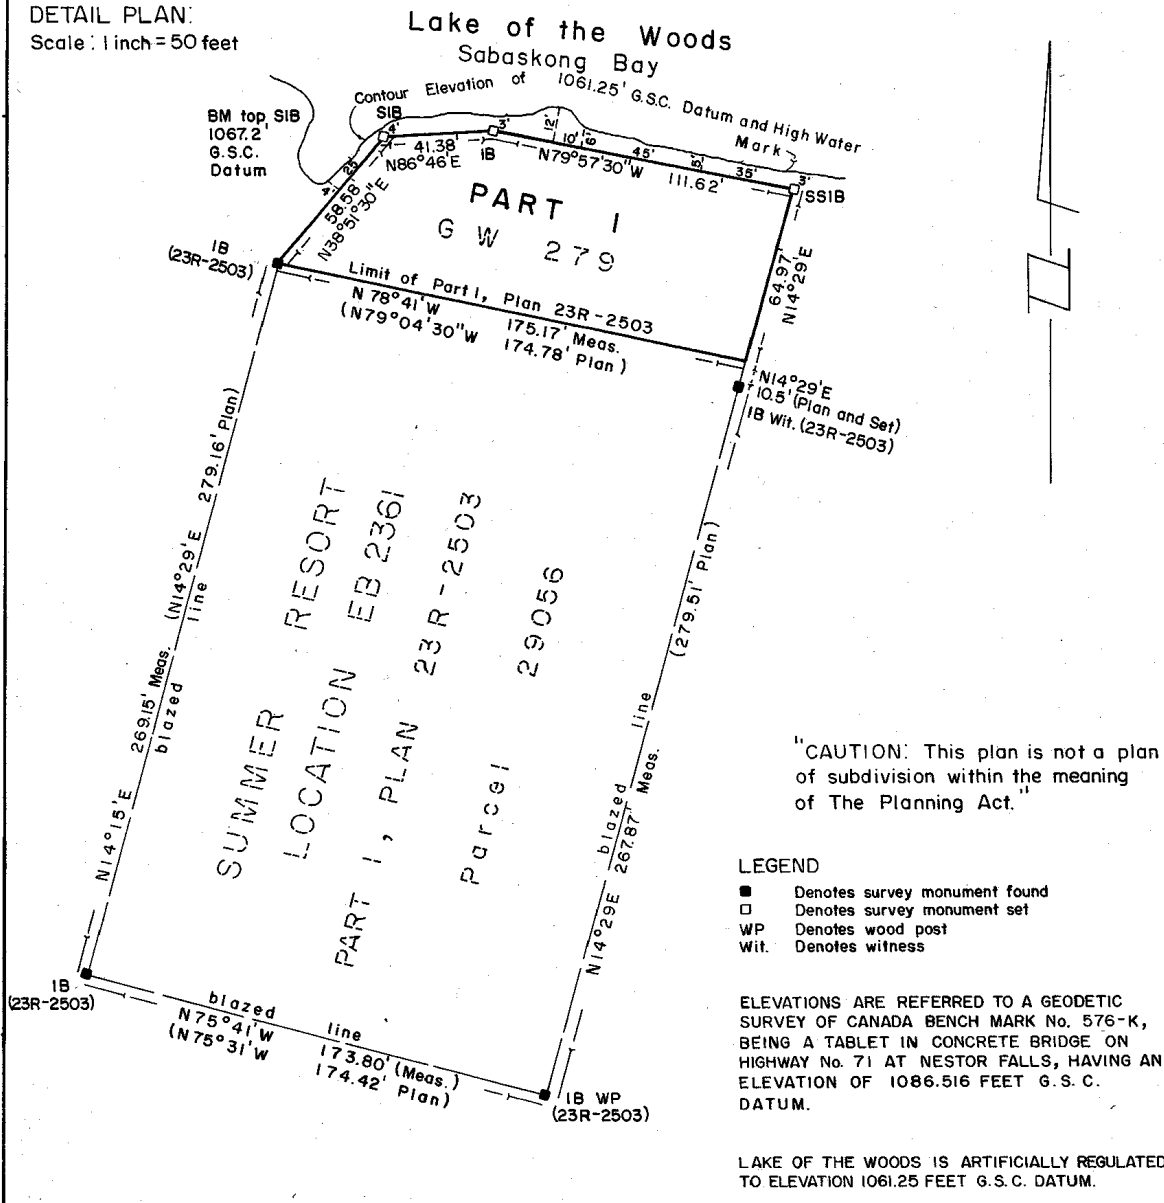 DETAIL PLAN:
Scale: 1 inch = 50 feet
Lake of the Woods
Sabaskong Bay
Contour Elevation of 1061.25' G.S.C. Datum and High Water
Mark
BM top SIB
1067.2'
G.S.C.
Datum
SIB
4'
41.38'
N86°46'E
3'
IB
12'
10'
6'
45'
5'
35'
3'
N79°57'30"W
111.62'
SSIB
4'
25'
58.58'
N38°51'30"E
PART 1
GW 279
64.97'
N14°29'E
IB
(23R-2503)
Limit of Part 1, Plan 23R-2503
N 78°41'W 175.17' Meas.
(N79°04'30"W 174.78' Plan)
N14°29'E
10.5' (Plan and Set)
IB Wit. (23R-2503)
N14°15'E 269.15' Meas. (N14°29'E 279.16' Plan)
blazed line
SUMMER RESORT
LOCATION EB 2361
PART 1, PLAN 23R-2503
Parcel 29056
(279.51' Plan)
blazed line
N14°29E 267.87" Meas.
IB
(23R-2503)
blazed line
N75°41'W 173.80' (Meas.)
(N75°31'W 174.42' Plan)
IB WP
(23R-2503)
"CAUTION: This plan is not a plan
of subdivision within the meaning
of The Planning Act."
LEGEND
Denotes survey monument found
Denotes survey monument set
WP Denotes wood post
Wit. Denotes witness
ELEVATIONS ARE REFERRED TO A GEODETIC
SURVEY OF CANADA BENCH MARK No. 576-K,
BEING A TABLET IN CONCRETE BRIDGE ON
HIGHWAY No. 71 AT NESTOR FALLS, HAVING AN
ELEVATION OF 1086.516 FEET G.S.C.
DATUM.
LAKE OF THE WOODS IS ARTIFICIALLY REGULATED
TO ELEVATION 1061.25 FEET G.S.C. DATUM.